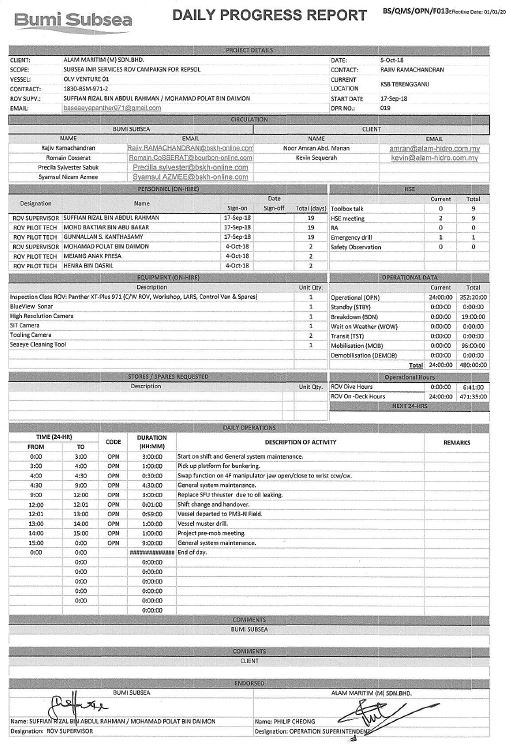 Bumi Subsea
DAILY PROGRESS REPORT
BS/QMS/OPN/F013 Effective Date: 01/01/20
PROJECT DETAILS
CLIENT: ALAM MARITIM (M) SDN.BHD. DATE: 5-Oct-18
SCOPE: SUBSEA IMR SERVICES ROV CAMPAIGN FOR REPSOL CONTACT: RAJIV RAMACHANDRAN
VESSEL: OLV VENTURE 01 CURRENT
CONTRACT: 1830-BSM-971-2 LOCATION KSB TERENGGANU
ROV SUPV.: SUFFIAN RIZAL BIN ABDUL RAHMAN / MOHAMAD POLAT BIN DAIMON START DATE 17-Sep-18
EMAIL: baseaeyepanther971@gmail.com DPR NO.: 019
CIRCULATION
BUMI SUBSEA CLIENT
NAME EMAIL NAME EMAIL
Rajiv Ramachandran Rajiv.RAMACHANDRAN@bskh-online.com Noor Amran Abd. Manan amran@alam-hidro.com.my
Romain Cosserat Romain.CoSSERAT@bourbon-online.com Kevin Sequerah kevin@alam-hidro.com.my
Precilla Sylvester Sabuk Precilla.sylvester@bskh-online.com
Syamsul Nizam Azmee Syamsul.AZMEE@bskh-online.com
PERSONNEL (ON-HIRE) HSE
Designation Name Date Current Total
Sign-on Sign-off Total (days) Toolbox talk 0 9
ROV SUPERVISOR SUFFIAN RIZAL BIN ABDUL RAHMAN 17-Sep-18 19 HSE meeting 2 9
ROV PILOT TECH MOHD BAKTIAR BIN ABU BAKAR 17-Sep-18 19 RA 0 0
ROV PILOT TECH GUNNALLAN S. KANTHASAMY 17-Sep-18 19 Emergency drill 1 1
ROV SUPERVISOR MOHAMAD POLAT BIN DAIMON 4-Oct-18 2 Safety Observation 0 0
ROV PILOT TECH MEJANG ANAK PRESA 4-Oct-18 2
ROV PILOT TECH HENRA BIN DASRIL 4-Oct-18 2
EQUIPMENT (ON-HIRE) OPERATIONAL DATA
Description Unit Qty. Current Total
Inspection Class ROV: Panther XT-Plus 971 (C/W ROV, Workshop, LARS, Control Van & Spares) 1 Operational (OPN) 24:00:00 352:20:00
BlueView Sonar 1 Standby (STBY) 0:00:00 0:00:00
High Resolution Camera 1 Breakdown (BDN) 0:00:00 19:00:00
SIT Camera 1 Wait on Weather (WOW) 0:00:00 0:00:00
Tooling Camera 2 Transit (TST) 0:00:00 0:00:00
Seaeye Cleaning Tool 1 Mobilisation (MOB) 0:00:00 96:00:00
Demobilisation (DEMOB) 0:00:00 0:00:00
Total 24:00:00 480:00:00
STORES / SPARES REQUESTED Operational Hours
Description Unit Qty. ROV Dive Hours 0:00:00 6:41:00
ROV On-Deck Hours 24:00:00 471:35:00
NEXT 24-HRS
DAILY OPERATIONS
TIME (24-HR) CODE DURATION DESCRIPTION OF ACTIVITY REMARKS
FROM TO (HH:MM)
0:00 3:00 OPN 3:00:00 Start on shift and General system maintenance.
3:00 4:00 OPN 1:00:00 Pick up platform for bunkering.
4:00 4:30 OPN 0:30:00 Swap function on 4F manipulator jaw open/close to wrist ccw/cw.
4:30 9:00 OPN 4:30:00 General system maintenance.
9:00 12:00 OPN 3:00:00 Replace SFU thruster due to oil leaking.
12:00 12:01 OPN 0:01:00 Shift change and handover.
12:01 13:00 OPN 0:59:00 Vessel departed to PM3-N Field.
13:00 14:00 OPN 1:00:00 Vessel muster drill.
14:00 15:00 OPN 1:00:00 Project pre-mob meeting.
15:00 0:00 OPN 9:00:00 General system maintenance.
0:00 0:00 ############## End of day.
0:00 0:00:00
0:00 0:00:00
0:00 0:00:00
0:00 0:00:00
0:00:00
COMMENTS
BUMI SUBSEA
COMMENTS
CLIENT
ENDORSED
BUMI SUBSEA ALAM MARITIM (M) SDN.BHD.
Name: SUFFIAN RIZAL BIN ABDUL RAHMAN / MOHAMAD POLAT BIN DAIMON Name: PHILIP CHEONG
Designation: ROV SUPERVISOR Designation: OPERATION SUPERINTENDENT